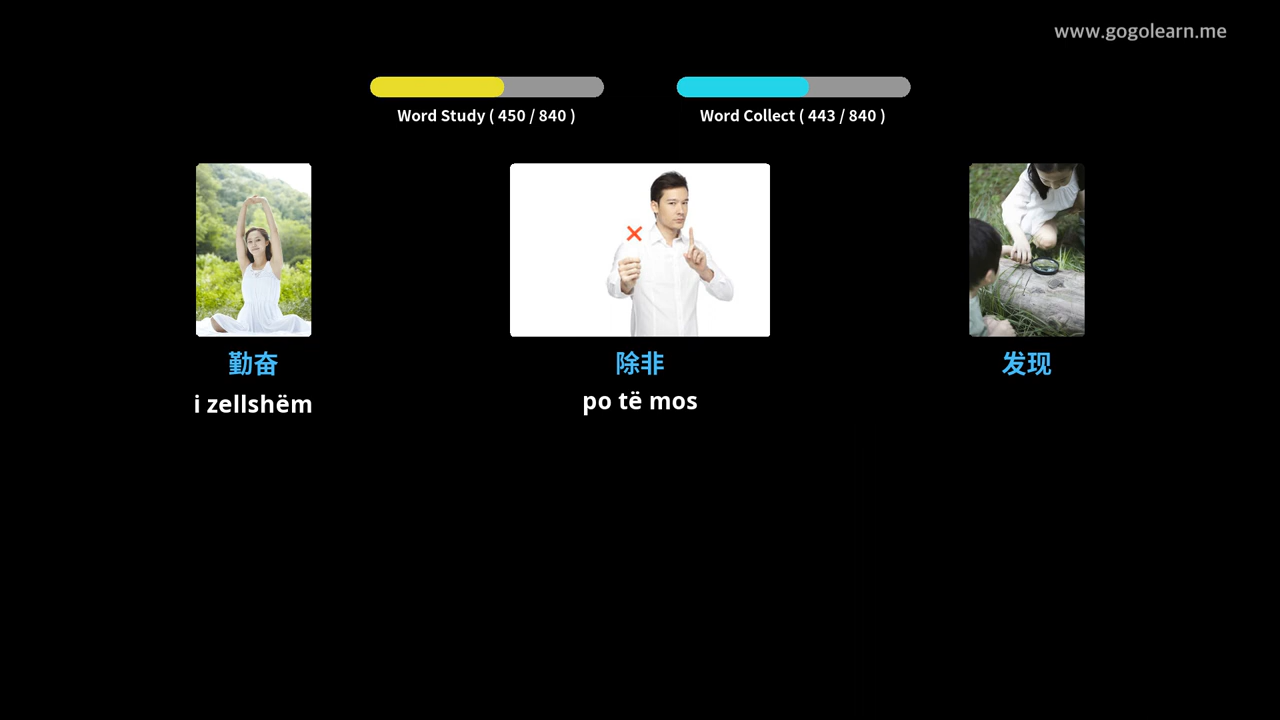 www.gogolearn.me
Word Study ( 450 / 840 )
Word Collect ( 443 / 840 )
勤奋
除非
发现
i zellshëm
po të mos